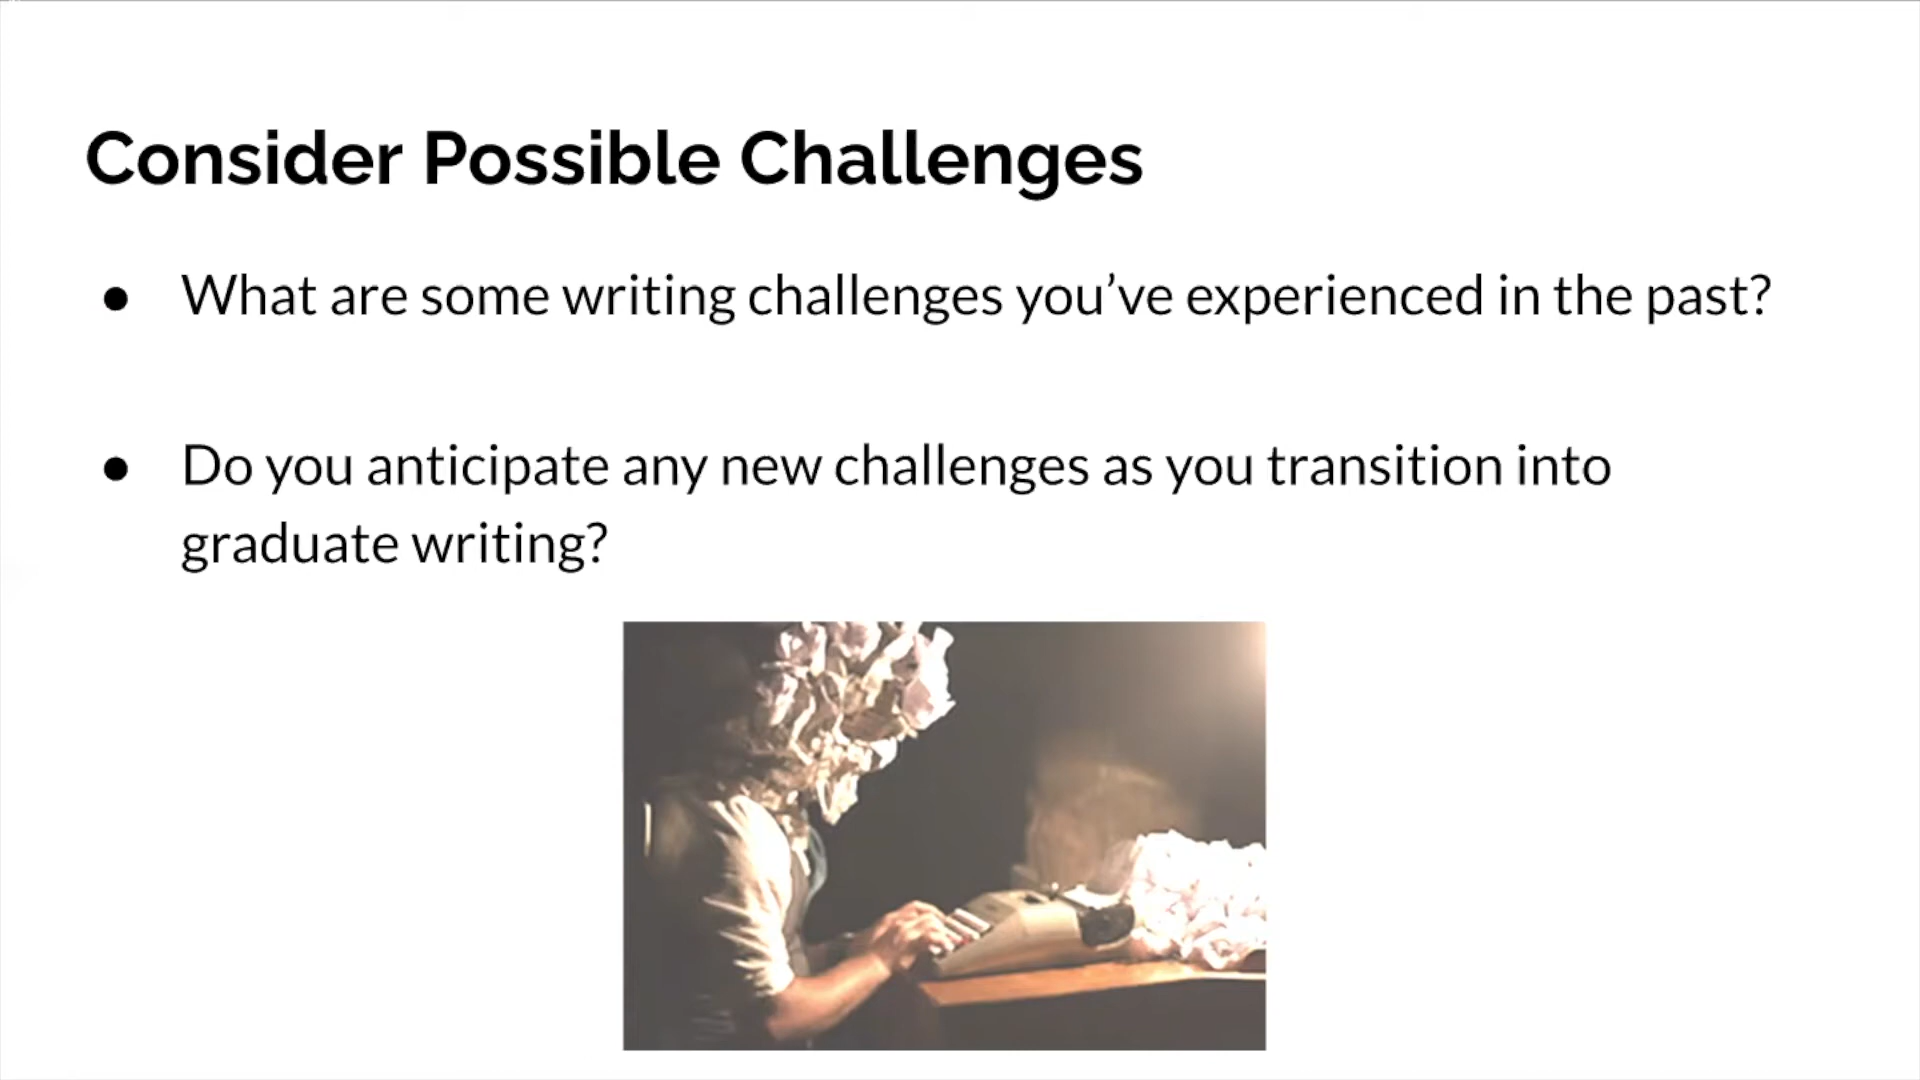 Consider Possible Challenges
● What are some writing challenges you’ve experienced in the past?
● Do you anticipate any new challenges as you transition into
graduate writing?